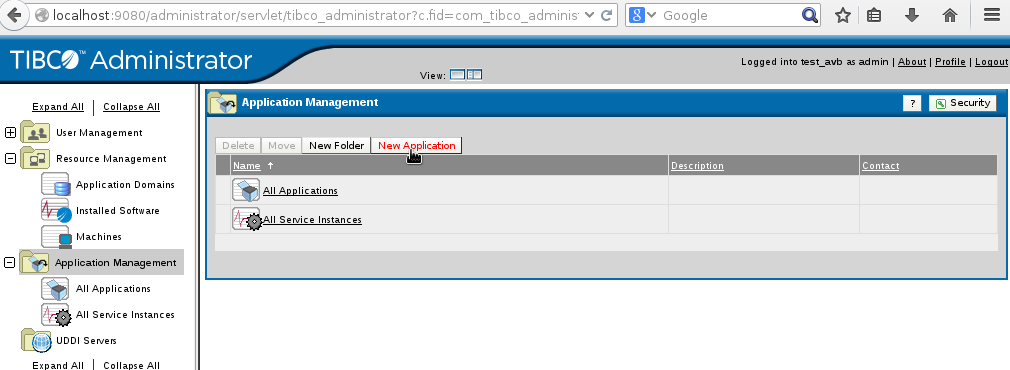 localhost:9080/administrator/servlet/tibco_administrator?c.fid=com_tibco_adminis
8 Google
TIBCO™ Administrator
View:
Logged into test_avb as admin | About | Profile | Logout
Expand All | Collapse All
User Management
Resource Management
Application Domains
Installed Software
Machines
Application Management
All Applications
All Service Instances
UDDI Servers
Expand All | Collapse All
Application Management
? Security
Delete Move New Folder New Application
Name Description Contact
All Applications
All Service Instances